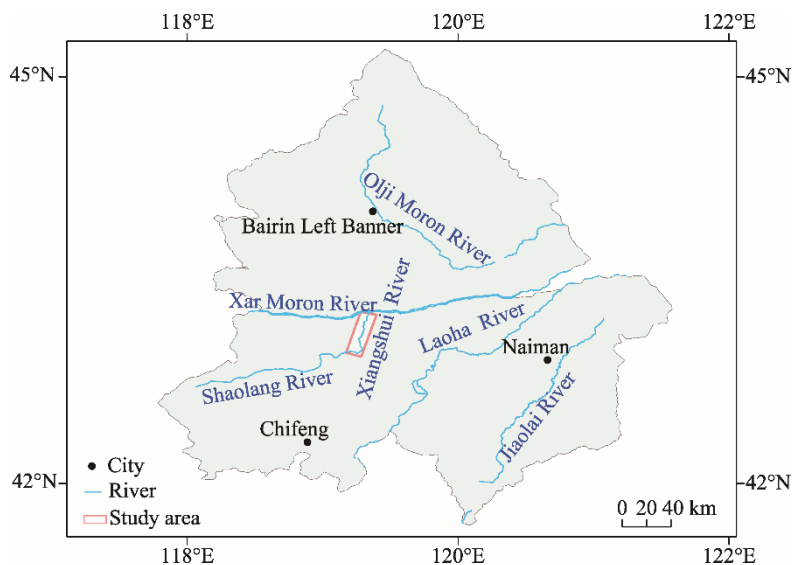 118°E 120°E 122°E
45°N 45°N
Olji Moron River
Bairin Left Banner
Xar Moron River
Xiangshui River
Laoha River
Naiman
Shaolang River
Jiaolai River
Chifeng
City
River
Study area
42°N 42°N
0 20 40 km
118°E 120°E 122°E